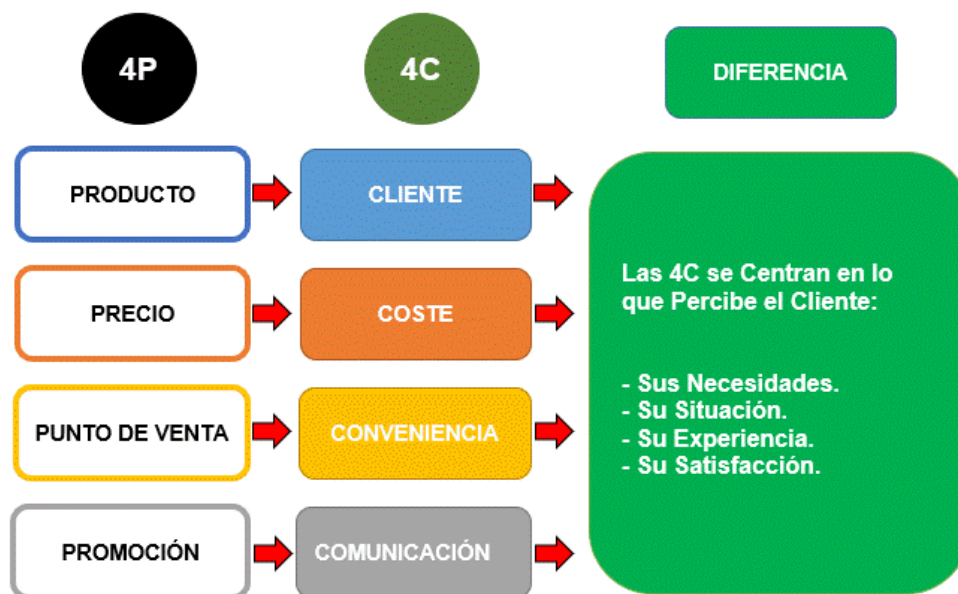 4P
4C
DIFERENCIA
PRODUCTO
CLIENTE
PRECIO
COSTE
PUNTO DE VENTA
CONVENIENCIA
PROMOCIÓN
COMUNICACIÓN
Las 4C se Centran en lo
que Percibe el Cliente:
- Sus Necesidades.
- Su Situación.
- Su Experiencia.
- Su Satisfacción.